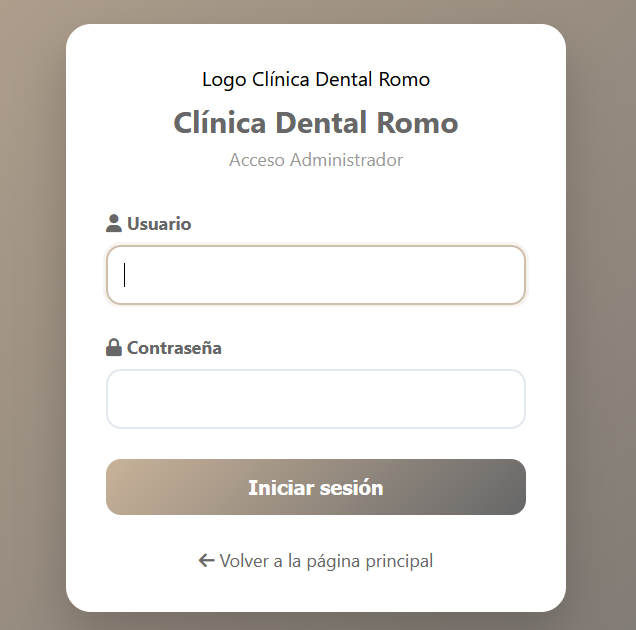 Logo Clínica Dental Romo
Clínica Dental Romo
Acceso Administrador
Usuario
Contraseña
Iniciar sesión
Volver a la página principal